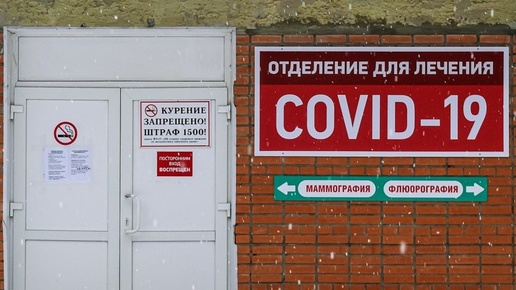 КУРЕНИЕ
ЗАПРЕЩЕНО!
ШТРАФ 1500!
ПОСТОРОННИМ
ВХОД
ВОСПРЕЩЕН
ОТДЕЛЕНИЕ ДЛЯ ЛЕЧЕНИЯ
COVID-19
МАММОГРАФИЯ
ФЛЮОРОГРАФИЯ